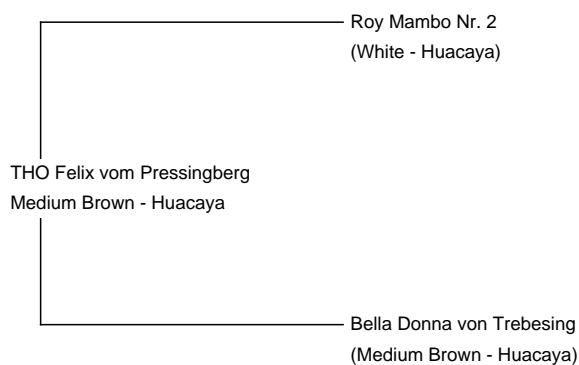 Roy Mambo Nr. 2
(White - Huacaya)
THO Felix vom Pressingberg
Medium Brown - Huacaya
Bella Donna von Trebesing
(Medium Brown - Huacaya)